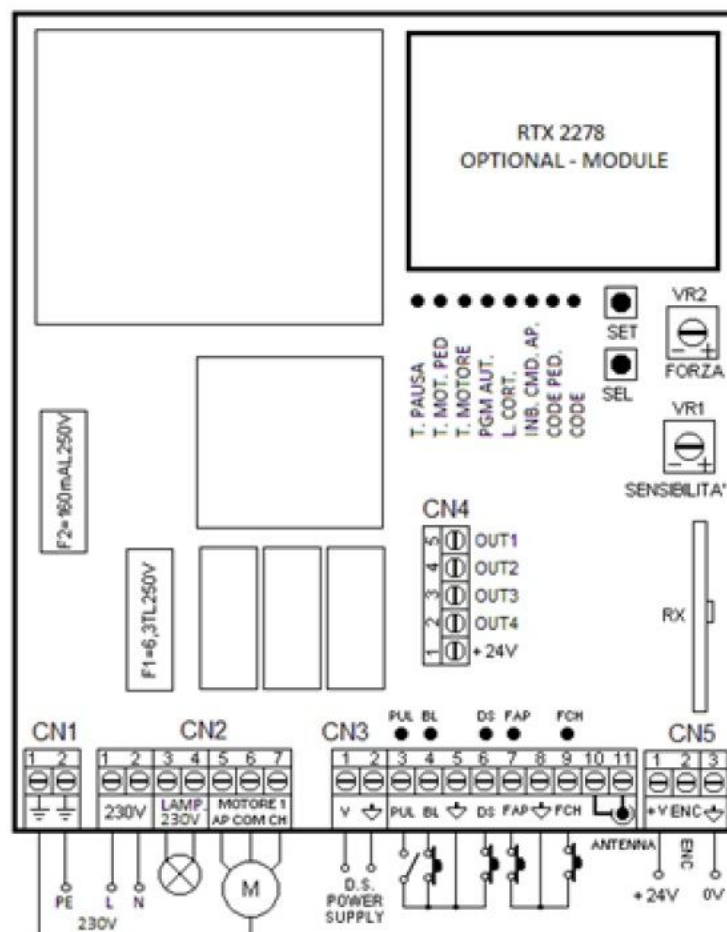 RTX 2278
OPTIONAL - MODULE
T. PAUSA
T. MOT. PED
T. MOTORE
PGM AUT.
L. CORT.
INB. CMD. AP.
CODE PED.
CODE
SET
SEL
VR2
- +
FORZA
VR1
- +
SENSIBILITA'
F2=160mAL250V
F1=6,3TL250V
CN4
5 OUT1
4 OUT2
3 OUT3
2 OUT4
1 +24V
RX
CN1
1 2
CN2
1 2 3 4 5 6 7
230V
LAMP.
230V
MOTORE 1
AP COM CH
CN3
PUL BL DS FAP FCH
1 2 3 4 5 6 7 8 9 10 11
V PUL BL DS FAP FCH
ANTENNA
CN5
1 2 3
+V ENC
ENC
+24V 0V
PE L N
230V
M
D.S.
POWER
SUPPLY